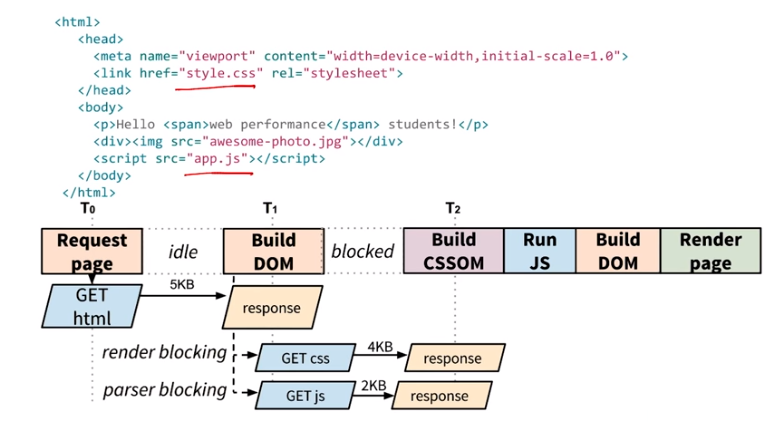 <html>
<head>
<meta name="viewport" content="width=device-width,initial-scale=1.0">
<link href="style.css" rel="stylesheet">
</head>
<body>
<p>Hello <span>web performance</span> students!</p>
<div><img src="awesome-photo.jpg"></div>
<script src="app.js"></script>
</body>
</html>
T0 T1 T2
Request page
idle
Build DOM
blocked
Build CSSOM
Run JS
Build DOM
Render page
GET html
5KB
response
render blocking
GET css
4KB
response
parser blocking
GET js
2KB
response